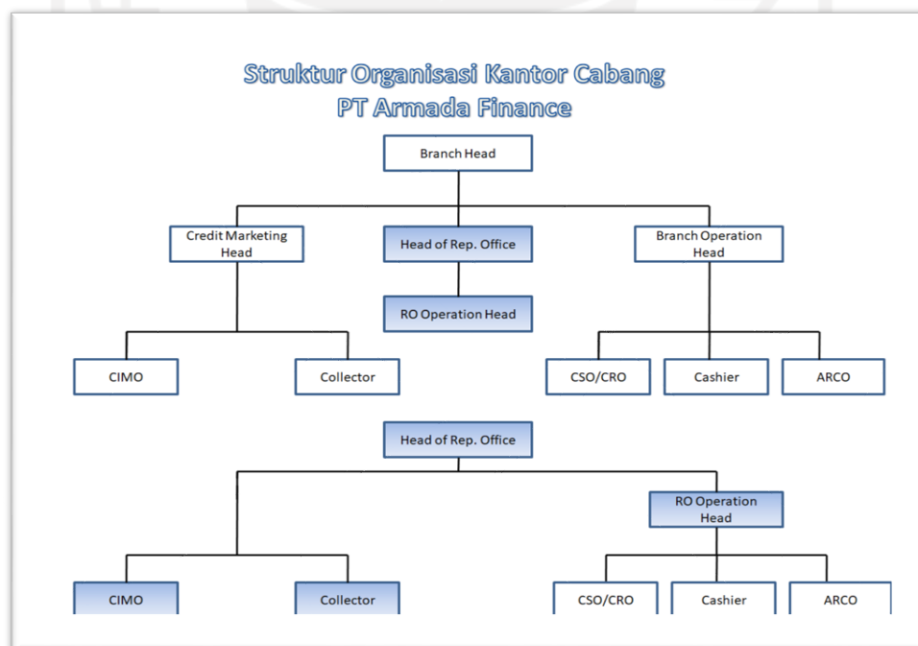 Struktur Organisasi Kantor Cabang
PT Armada Finance
Branch Head
Credit Marketing
Head
Head of Rep. Office
Branch Operation
Head
RO Operation Head
CIMO
Collector
CSO/CRO
Cashier
ARCO
Head of Rep. Office
RO Operation
Head
CIMO
Collector
CSO/CRO
Cashier
ARCO